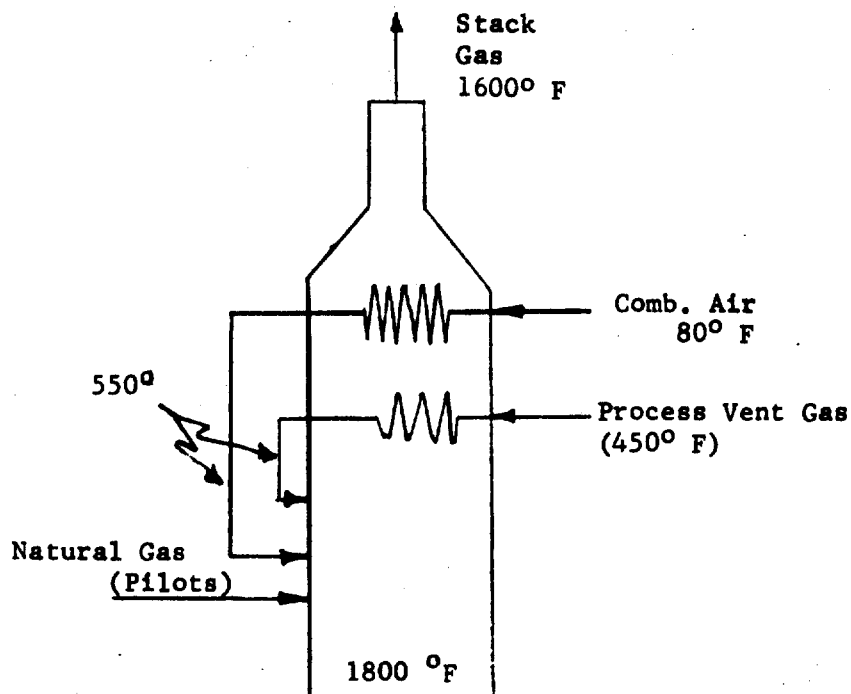 Stack
Gas
1600° F
Comb. Air
80° F
550°
Process Vent Gas
(450° F)
Natural Gas
(Pilots)
1800 °F